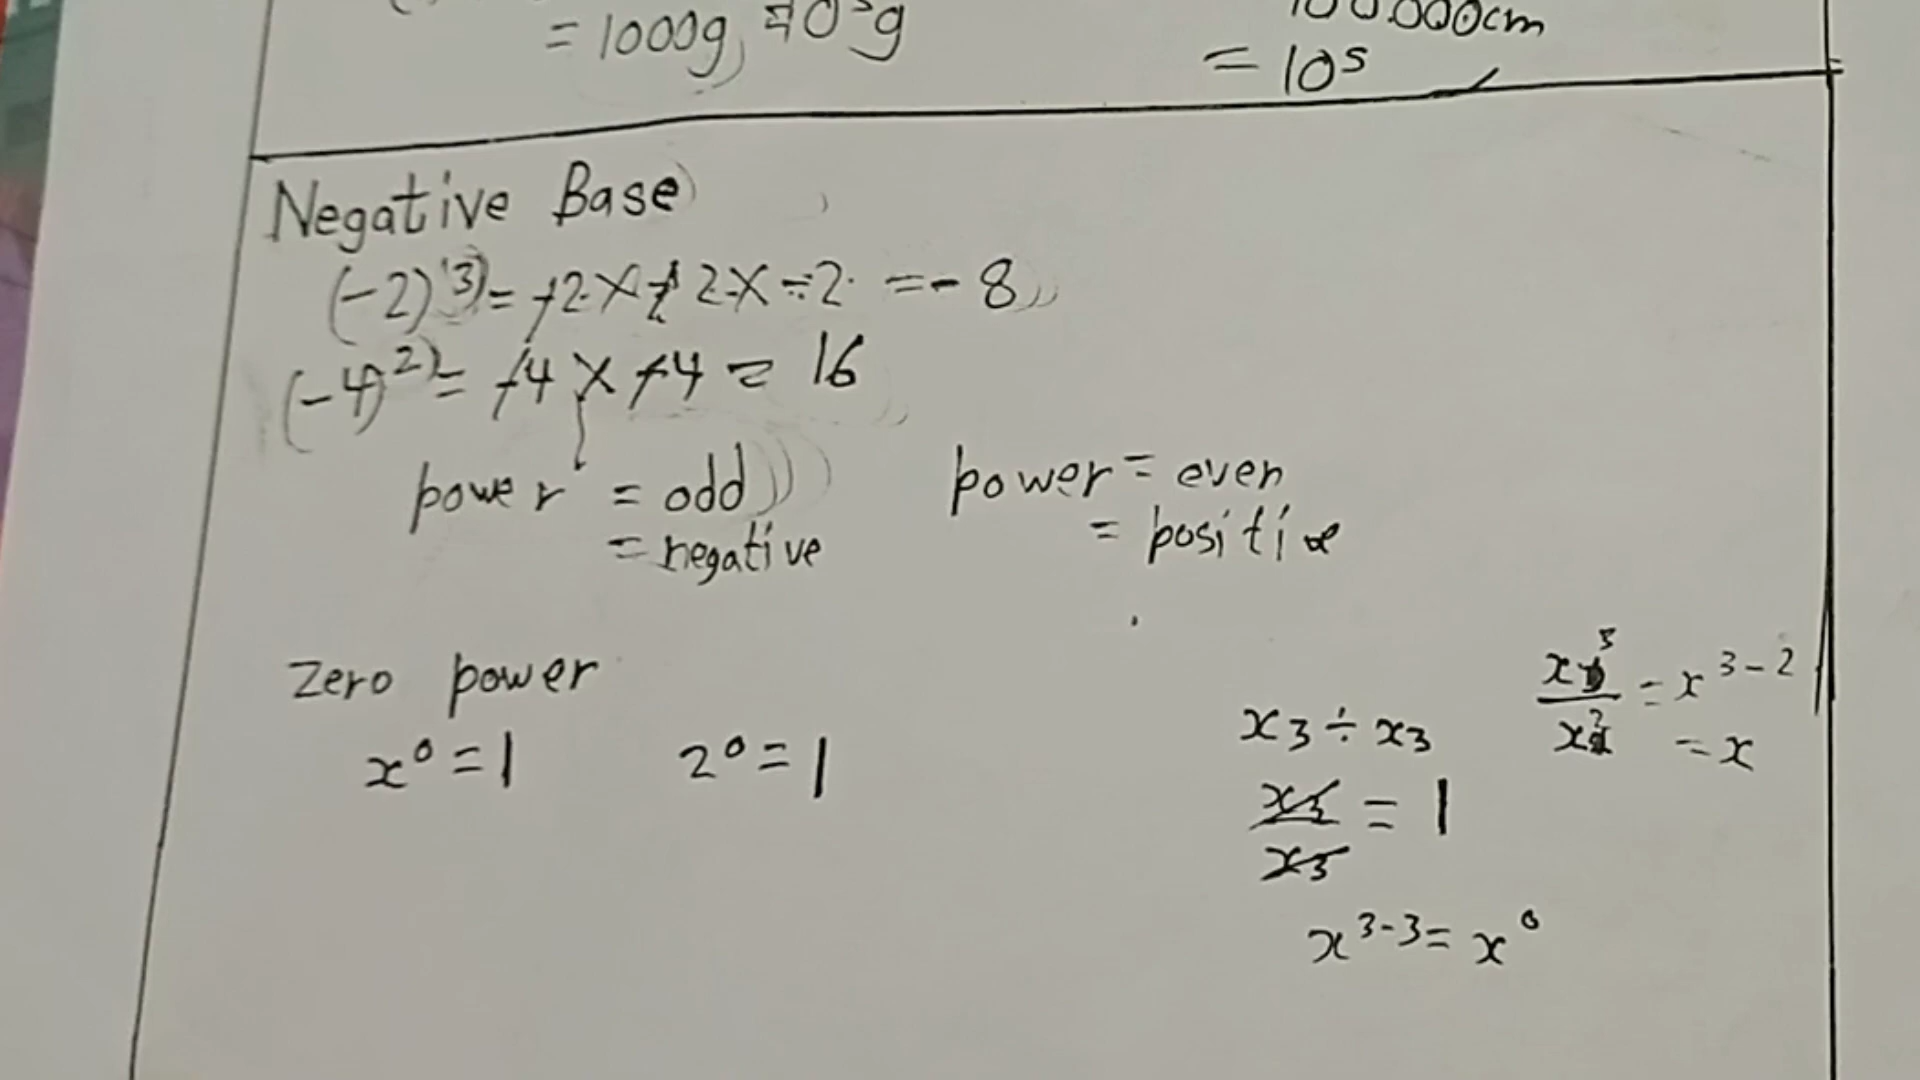 = 1000g, = 10³g
100.000cm
= 10⁵
Negative Base
(-2)³ = -2 x -2 x -2 = -8
(-4)² = -4 x -4 = 16
power = odd
= negative
power = even
= positive
Zero power
x⁰ = 1 2⁰ = 1
x3 ÷ x3
x3/x3 = 1
x³⁻³ = x⁰
x³/x² = x³⁻²
= x